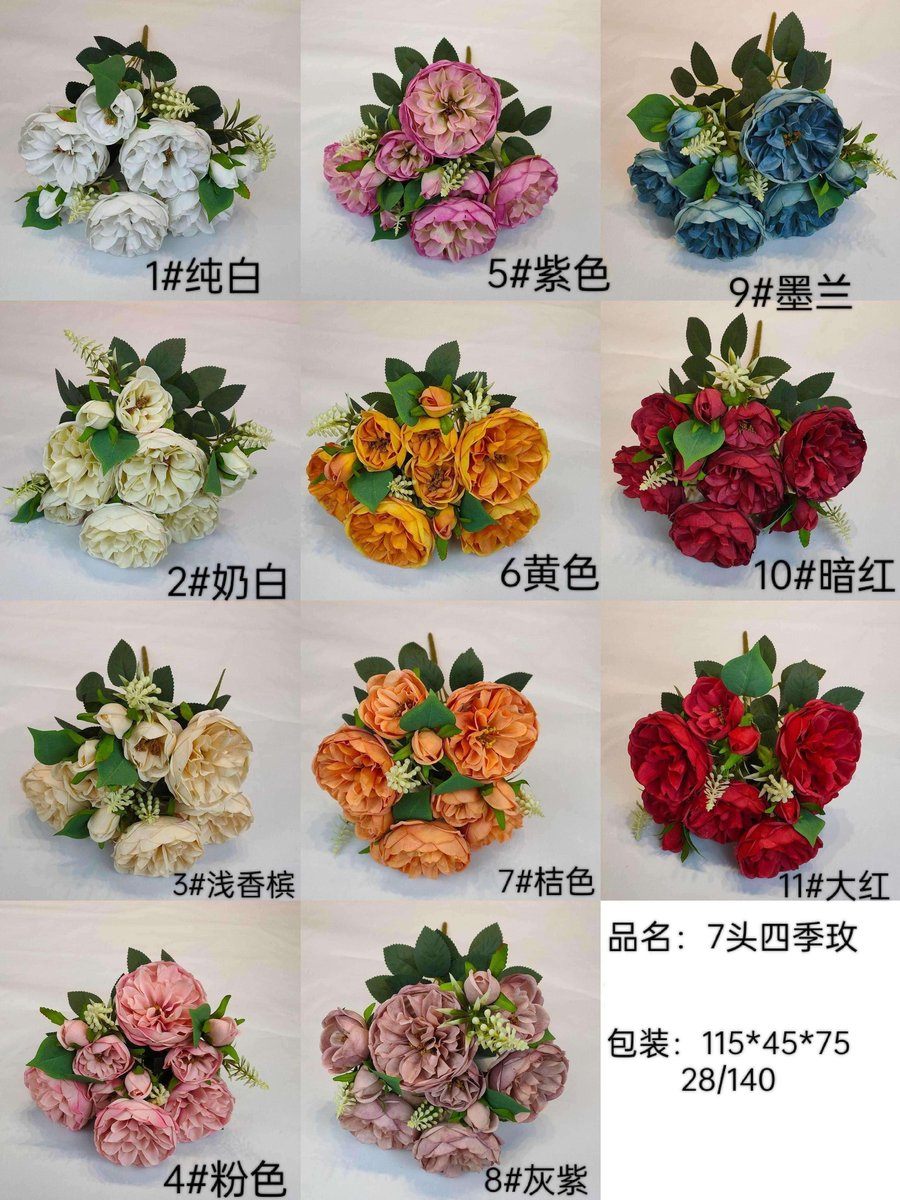 1#纯白
5#紫色
9#墨兰
2#奶白
6黄色
10#暗红
3#浅香槟
7#桔色
11#大红
4#粉色
8#灰紫
品名：7头四季玫
包装：115*45*75
28/140